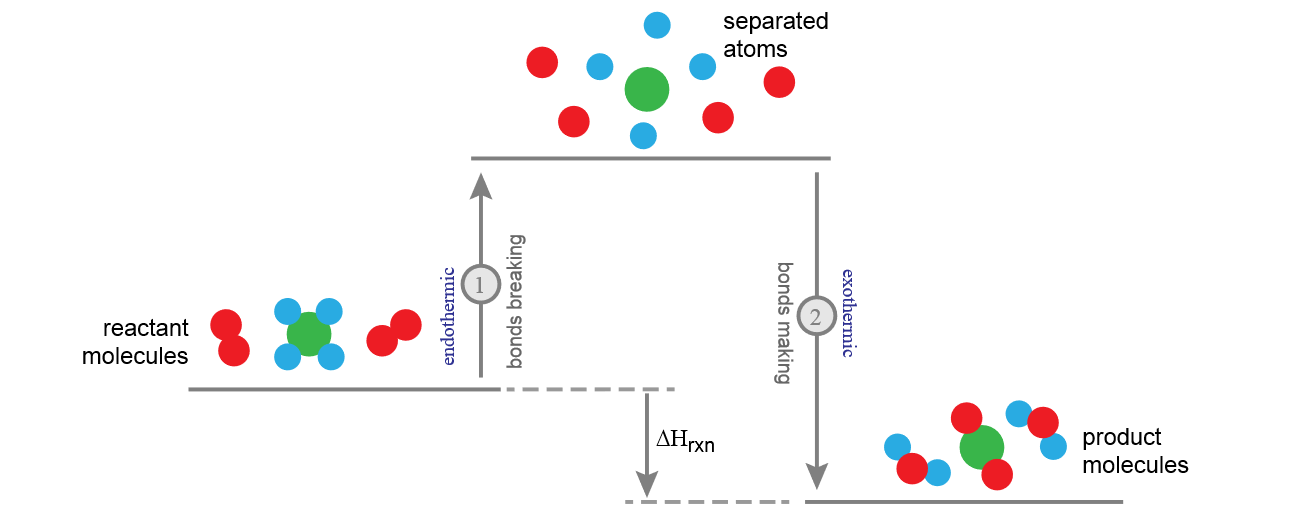 separated
atoms
endothermic
1
bonds breaking
bonds making
2
exothermic
reactant
molecules
ΔHrxn
product
molecules